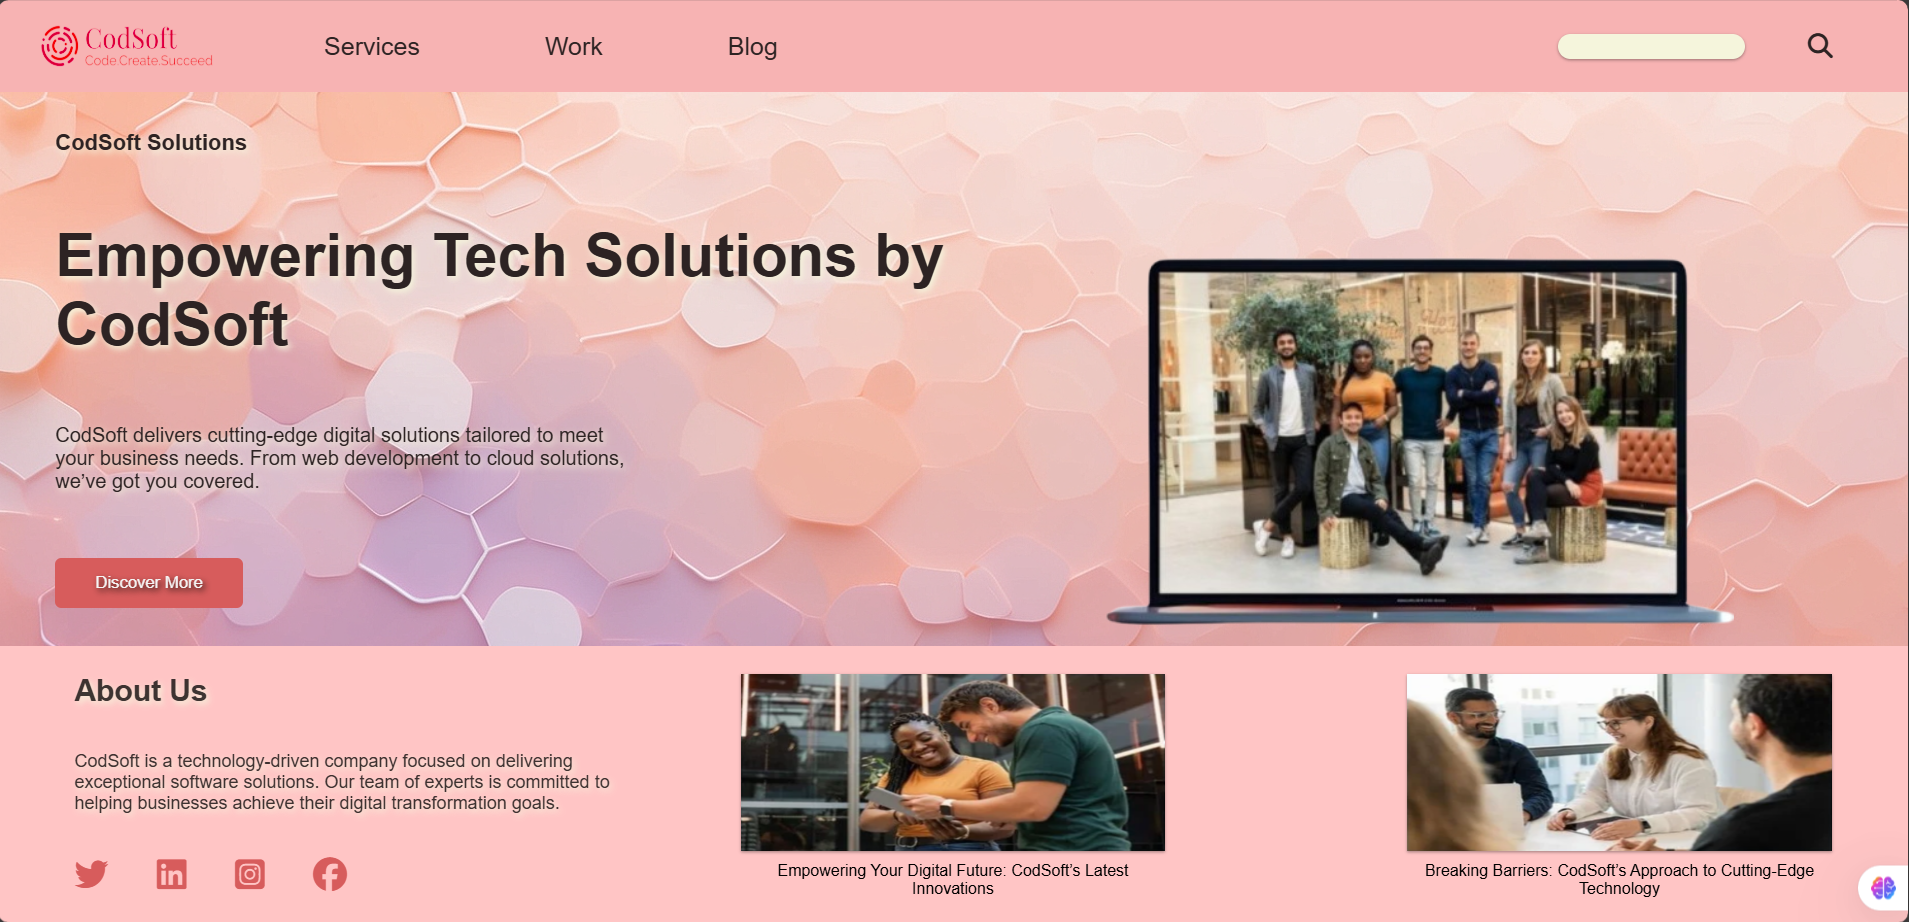 CodSoft
Code.Create.Succeed
Services
Work
Blog
CodSoft Solutions
Empowering Tech Solutions by
CodSoft
CodSoft delivers cutting-edge digital solutions tailored to meet
your business needs. From web development to cloud solutions,
we’ve got you covered.
Discover More
About Us
CodSoft is a technology-driven company focused on delivering
exceptional software solutions. Our team of experts is committed to
helping businesses achieve their digital transformation goals.
Empowering Your Digital Future: CodSoft’s Latest
Innovations
Breaking Barriers: CodSoft’s Approach to Cutting-Edge
Technology